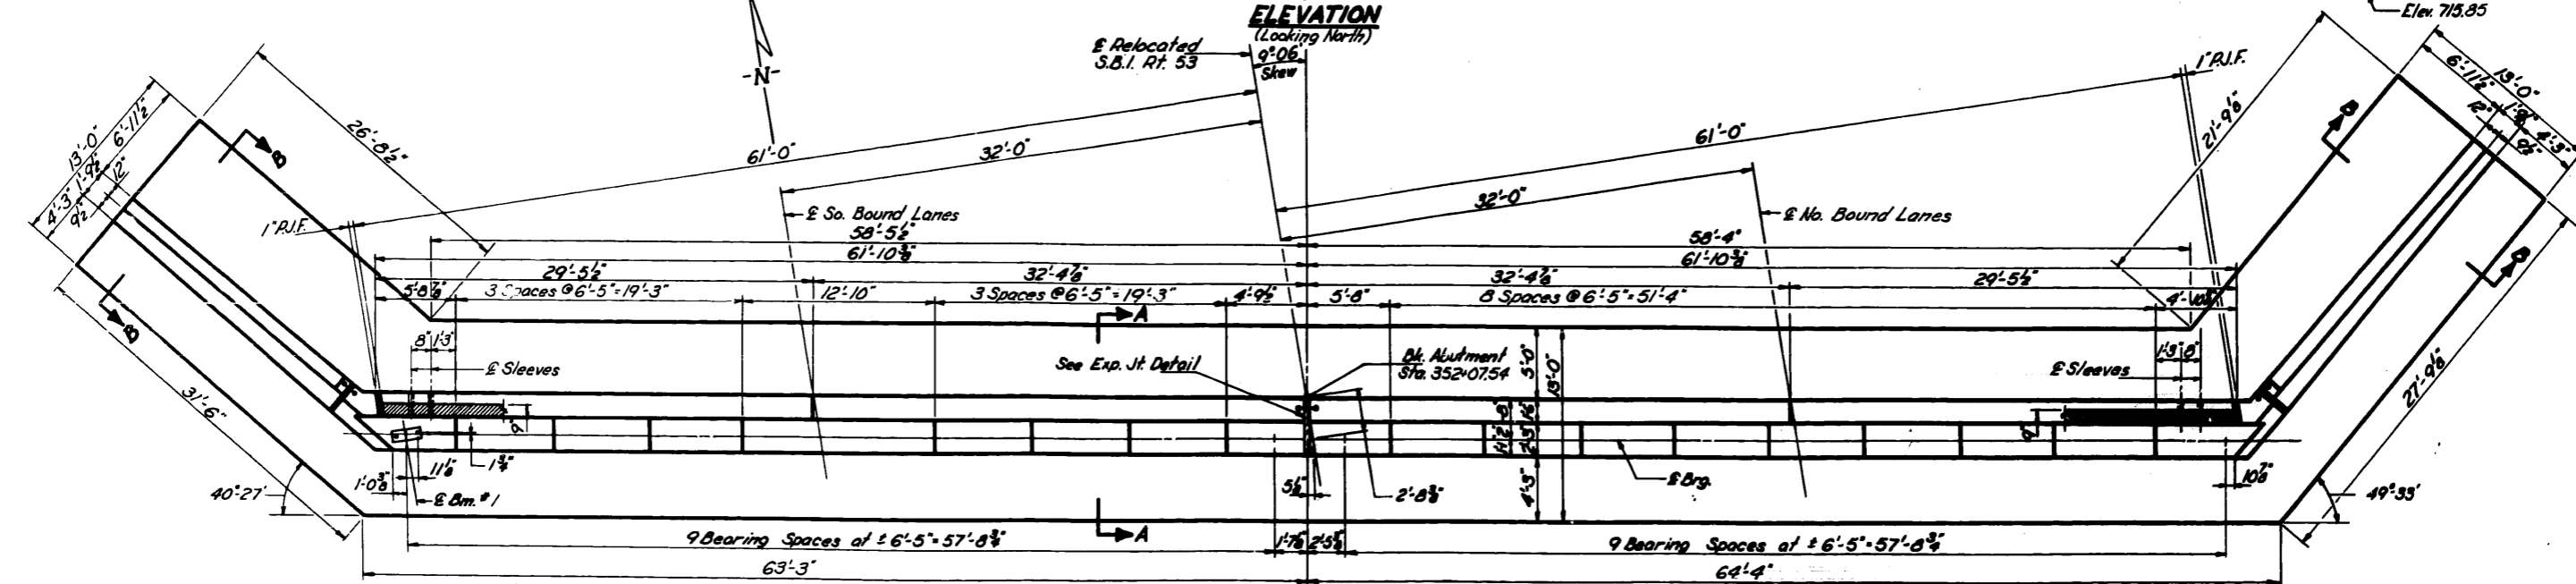 ELEVATION
(Looking North)
Elev. 715.85
℄ Relocated
S.B.I. Rt. 53
9°-06'
Skew
-N-
1" P.J.F.
13'-0"
6'-11½"
1'-9½"
12"
4'-3"
9½"
26'-8½"
61'-0"
32'-0"
61'-0"
32'-0"
21'-9⅛"
13'-0"
6'-11½"
12"
4'-3"
9½"
B
B
1" P.J.F.
℄ So. Bound Lanes
℄ No. Bound Lanes
58'-5½"
58'-4"
61'-10⅜"
61'-10⅜"
29'-5½"
32'-4⅞"
32'-4⅞"
29'-5½"
5'-8⅞"
3 Spaces @ 6'-5" = 19'-3"
12'-10"
3 Spaces @ 6'-5" = 19'-3"
4'-9½"
5'-8"
8 Spaces @ 6'-5" = 51'-4"
A
B
B
8"
1'-3"
℄ Sleeves
See Exp. Jt. Detail
Bk. Abutment
Sta. 352+07.54
5'-0"
13'-0"
1'-3"
8"
℄ Sleeves
31'-6"
27'-9⅛"
9"
9"
4'-3"
40°-27'
1'-0⅜"
11⅛"
1¾"
℄ Bm. #1
5½"
2'-8⅜"
℄ Brg.
10⅞"
49°-33'
A
9 Bearing Spaces at ± 6'-5" = 57'-8¾"
1'-7⅝"
2'-5⅝"
9 Bearing Spaces at ± 6'-5" = 57'-8¾"
63'-3"
64'-4"